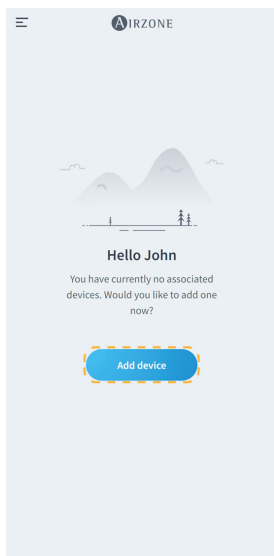 AIRZONE
Hello John
You have currently no associated
devices. Would you like to add one
now?
Add device